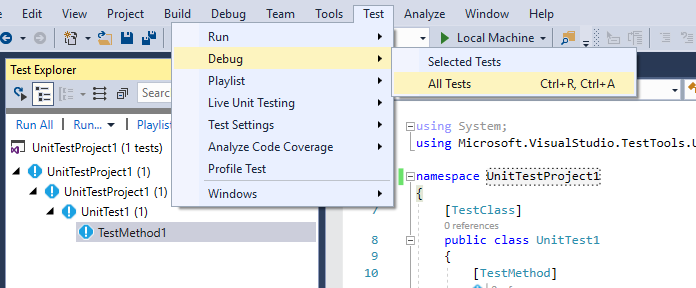 Edit View Project Build Debug Team Tools Test Analyze Window Help
Local Machine
Test Explorer
Run All Run... Playlis
UnitTestProject1 (1 tests)
UnitTestProject1 (1)
UnitTestProject1 (1)
UnitTest1 (1)
TestMethod1
Run
Debug
Playlist
Live Unit Testing
Test Settings
Analyze Code Coverage
Profile Test
Windows
Selected Tests
All Tests Ctrl+R, Ctrl+A
using System;
using Microsoft.VisualStudio.TestTools.U
namespace UnitTestProject1
{
7 [TestClass]
0 references
8 public class UnitTest1
9 {
10 [TestMethod]